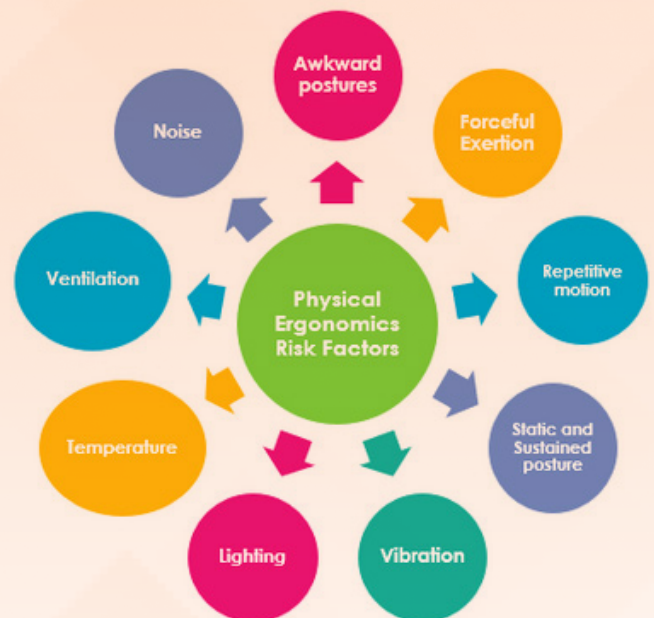 Awkward
postures
Forceful
Exertion
Noise
Ventilation
Repetitive
motion
Physical
Ergonomics
Risk Factors
Temperature
Static and
Sustained
posture
Lighting
Vibration